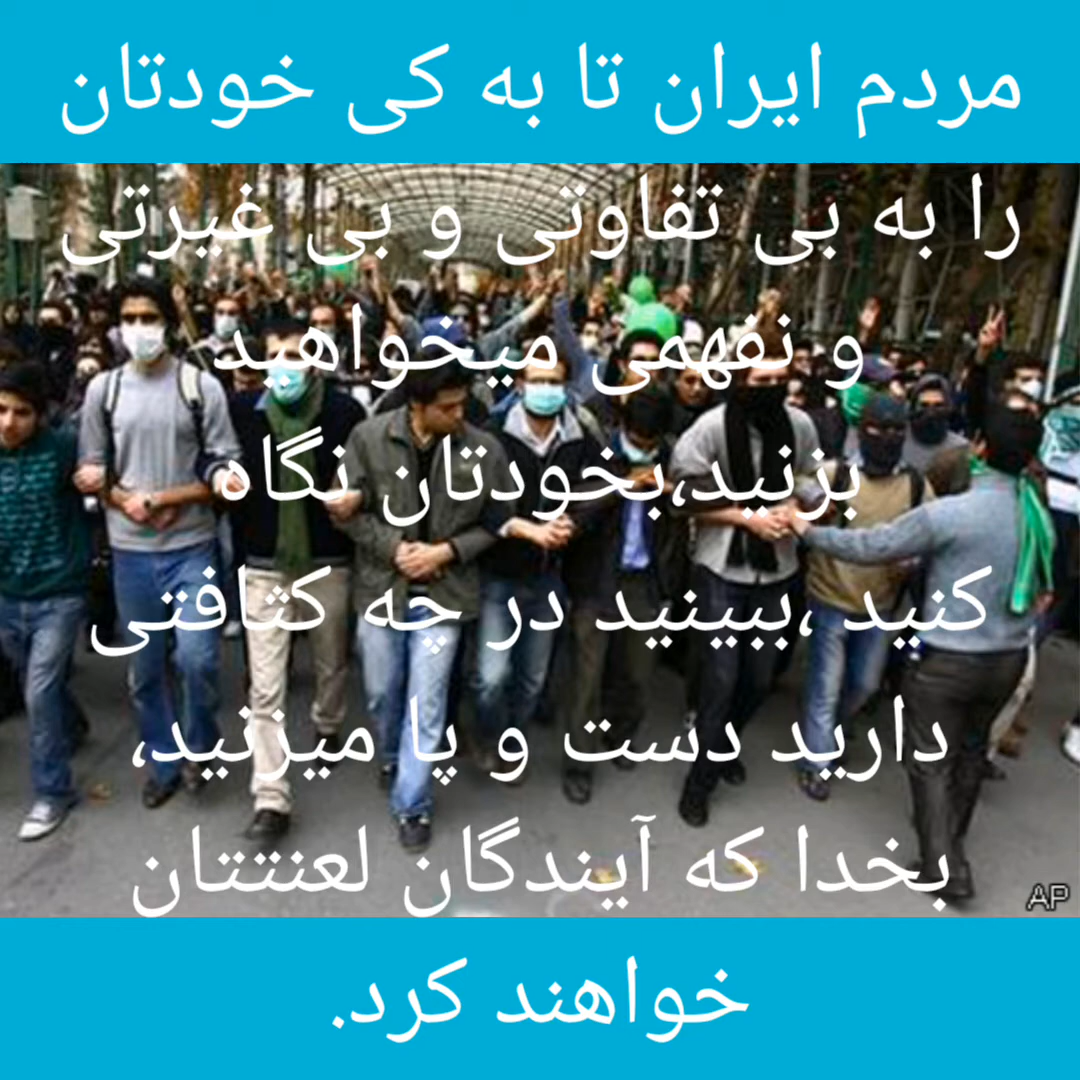 مردم ایران تا به کی خودتان
را به بی تفاوتی و بی غیرتی
و نفهمی میخواهید
بزنید،بخودتان نگاه
کنید ،ببینید در چه کثافتی
دارید دست و پا میزنید،
بخدا که آیندگان لعنتتان
خواهند کرد.
AP